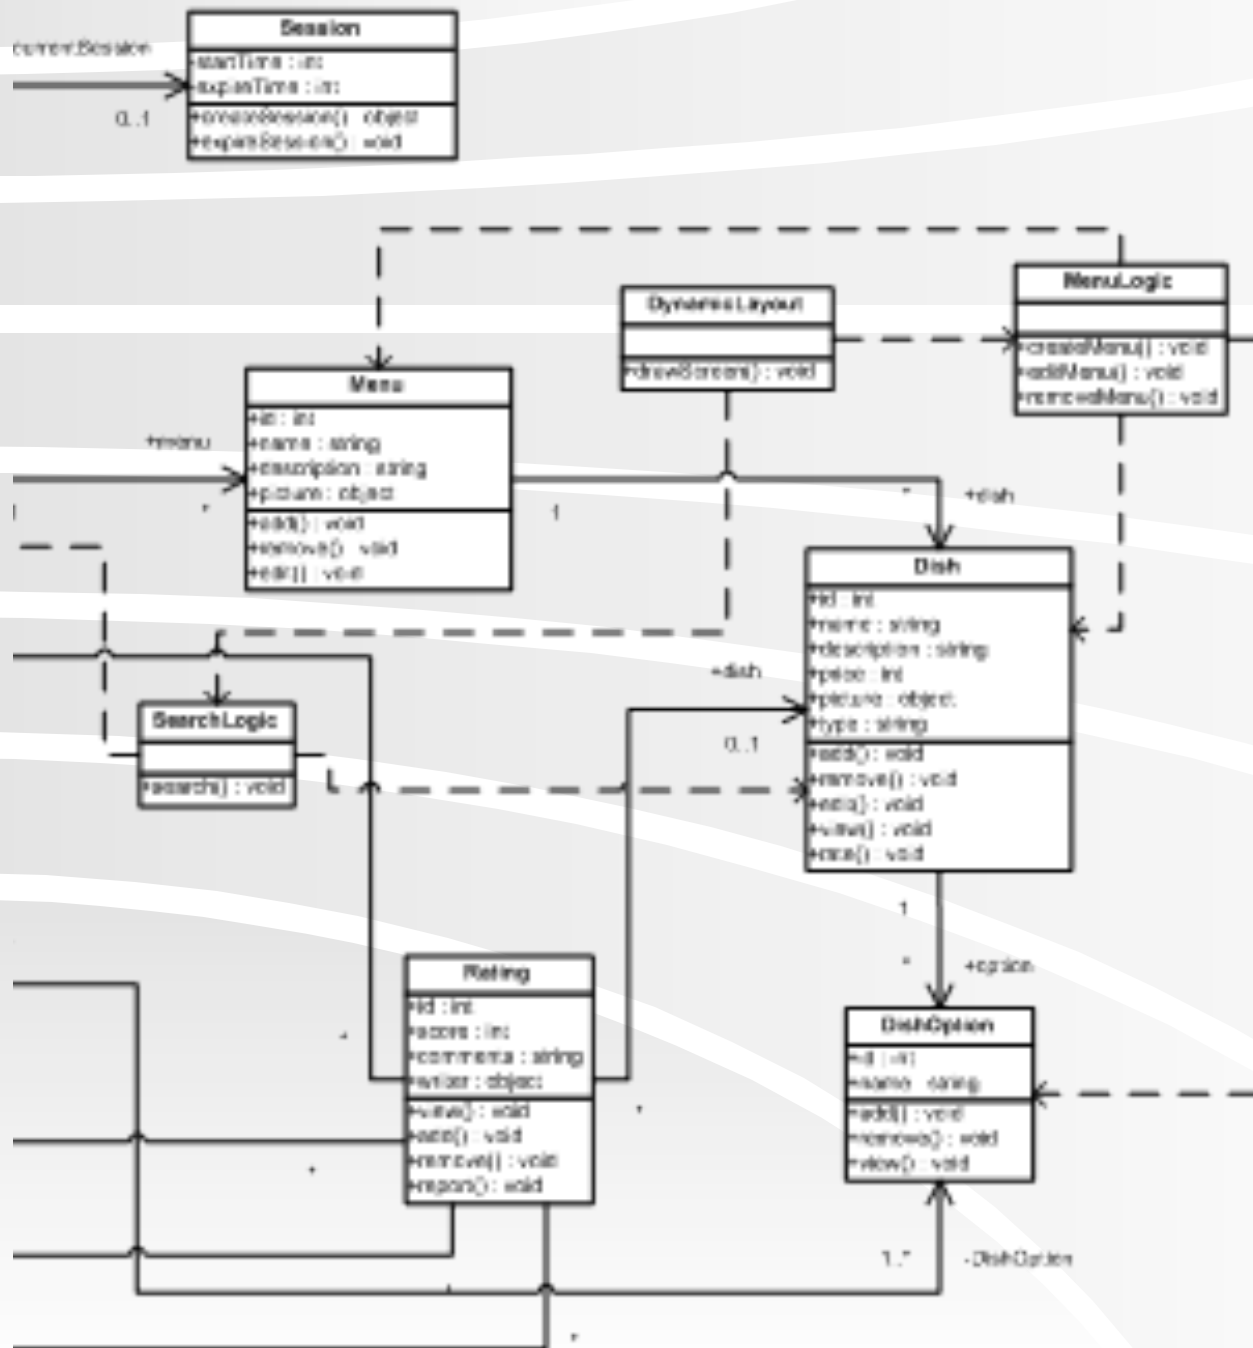 currentSession
0..1
Session
-startTime : int
-expireTime : int
+createSession() : object
+expireSession() : void
MenuLogic
+createMenu() : void
+editMenu() : void
+removeMenu() : void
DynamicLayout
+drawScreen() : void
+menu
*
1
Menu
+id : int
+name : string
+description : string
+picture : object
+add() : void
+remove() : void
+edit() : void
1
*
+dish
Dish
+id : int
+name : string
+description : string
+price : int
+picture : object
+type : string
+add() : void
+remove() : void
+edit() : void
+view() : void
+rate() : void
+dish
0..1
SearchLogic
+search() : void
1
*
+option
Rating
+id : int
+score : int
+comments : string
+writer : object
+view() : void
+add() : void
+remove() : void
+report() : void
*
*
*
DishOption
+id : int
+name : string
+add() : void
+remove() : void
+view() : void
1..*
-DishOption
*